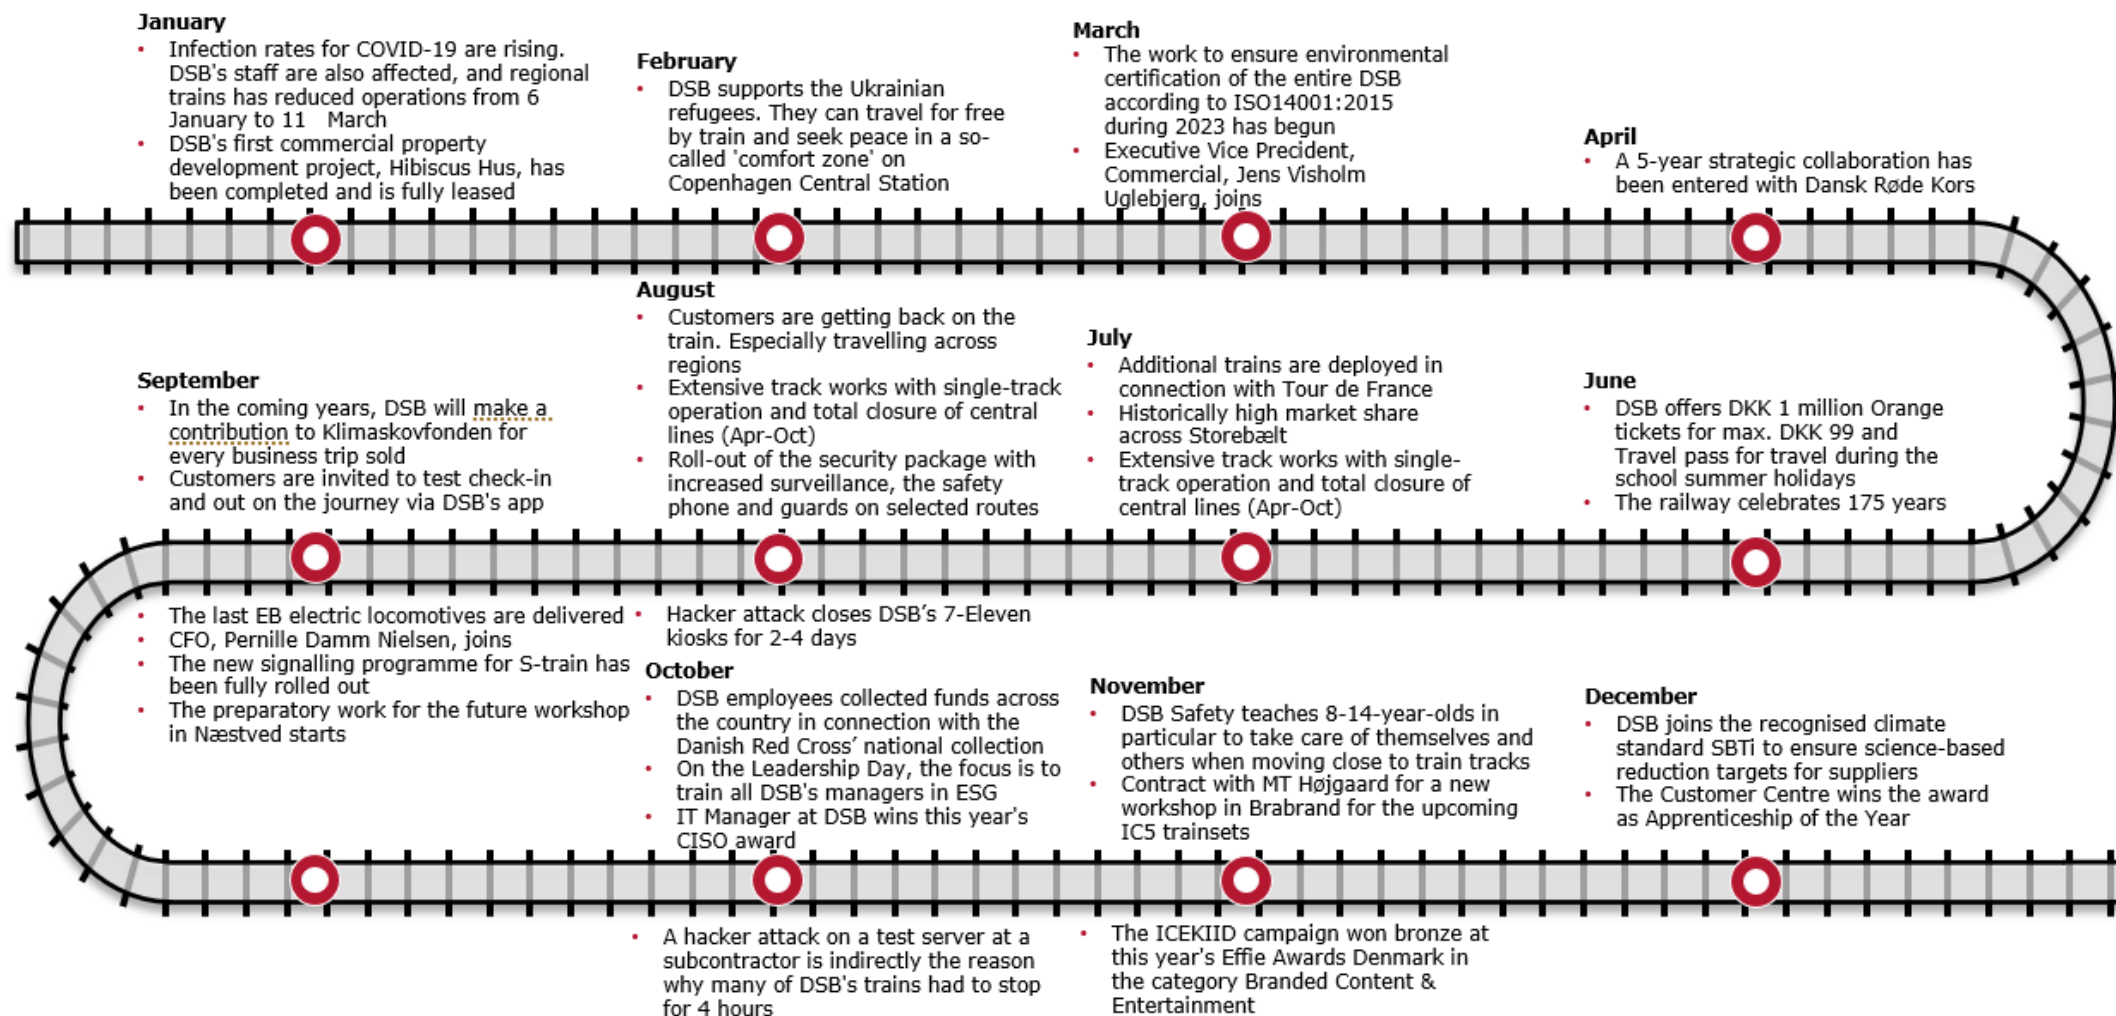 January
• Infection rates for COVID-19 are rising.
DSB's staff are also affected, and regional
trains has reduced operations from 6
January to 11 March
• DSB's first commercial property
development project, Hibiscus Hus, has
been completed and is fully leased
February
• DSB supports the Ukrainian
refugees. They can travel for free
by train and seek peace in a so-
called 'comfort zone' on
Copenhagen Central Station
March
• The work to ensure environmental
certification of the entire DSB
according to ISO14001:2015
during 2023 has begun
• Executive Vice Precident,
Commercial, Jens Visholm
Uglebjerg, joins
April
• A 5-year strategic collaboration has
been entered with Dansk Røde Kors
June
• DSB offers DKK 1 million Orange
tickets for max. DKK 99 and
Travel pass for travel during the
school summer holidays
• The railway celebrates 175 years
July
• Additional trains are deployed in
connection with Tour de France
• Historically high market share
across Storebælt
• Extensive track works with single-
track operation and total closure of
central lines (Apr-Oct)
August
• Customers are getting back on the
train. Especially travelling across
regions
• Extensive track works with single-track
operation and total closure of central
lines (Apr-Oct)
• Roll-out of the security package with
increased surveillance, the safety
phone and guards on selected routes
• Hacker attack closes DSB’s 7-Eleven
kiosks for 2-4 days
September
• In the coming years, DSB will make a
contribution to Klimaskovfonden for
every business trip sold
• Customers are invited to test check-in
and out on the journey via DSB's app
• The last EB electric locomotives are delivered
• CFO, Pernille Damm Nielsen, joins
• The new signalling programme for S-train has
been fully rolled out
• The preparatory work for the future workshop
in Næstved starts
October
• DSB employees collected funds across
the country in connection with the
Danish Red Cross’ national collection
• On the Leadership Day, the focus is to
train all DSB's managers in ESG
• IT Manager at DSB wins this year's
CISO award
• A hacker attack on a test server at a
subcontractor is indirectly the reason
why many of DSB's trains had to stop
for 4 hours
November
• DSB Safety teaches 8-14-year-olds in
particular to take care of themselves and
others when moving close to train tracks
• Contract with MT Højgaard for a new
workshop in Brabrand for the upcoming
IC5 trainsets
• The ICEKIID campaign won bronze at
this year's Effie Awards Denmark in
the category Branded Content &
Entertainment
December
• DSB joins the recognised climate
standard SBTi to ensure science-based
reduction targets for suppliers
• The Customer Centre wins the award
as Apprenticeship of the Year